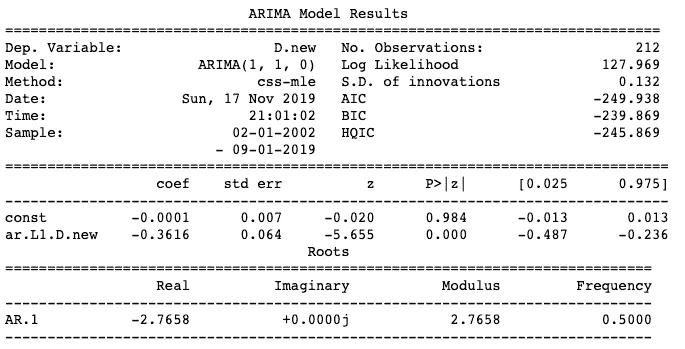 ARIMA Model Results
==============================================================================
Dep. Variable: D.new No. Observations: 212
Model: ARIMA(1, 1, 0) Log Likelihood 127.969
Method: css-mle S.D. of innovations 0.132
Date: Sun, 17 Nov 2019 AIC -249.938
Time: 21:01:02 BIC -239.869
Sample: 02-01-2002 HQIC -245.869
- 09-01-2019
===============================================================================
coef std err z P>|z| [0.025 0.975]
-------------------------------------------------------------------------------
const -0.0001 0.007 -0.020 0.984 -0.013 0.013
ar.L1.D.new -0.3616 0.064 -5.655 0.000 -0.487 -0.236
Roots
=============================================================================
Real Imaginary Modulus Frequency
-----------------------------------------------------------------------------
AR.1 -2.7658 +0.0000j 2.7658 0.5000
-----------------------------------------------------------------------------